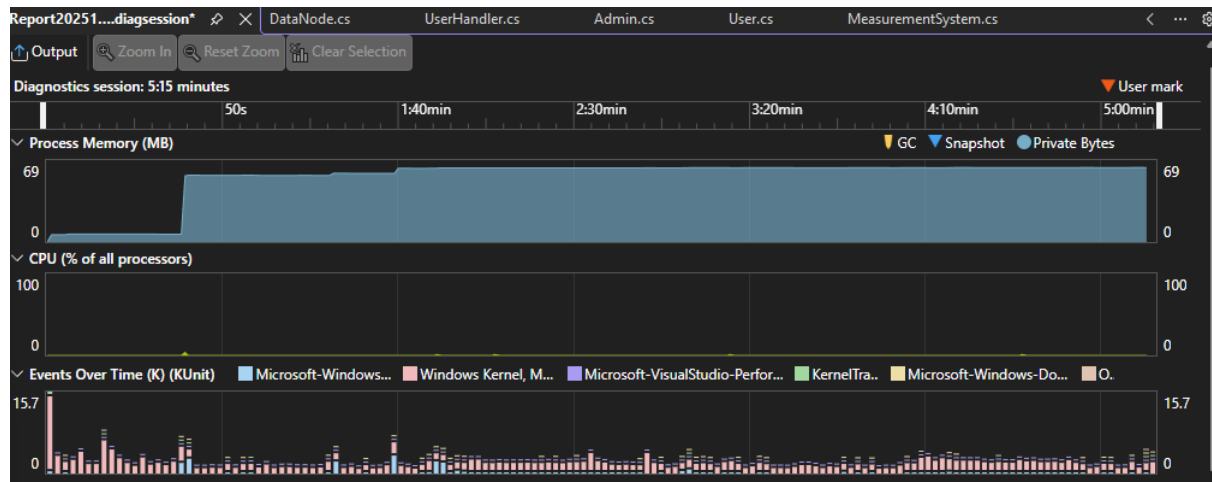 Report20251....diagsession* DataNode.cs UserHandler.cs Admin.cs User.cs MeasurementSystem.cs
Output Zoom In Reset Zoom Clear Selection
Diagnostics session: 5:15 minutes User mark
50s 1:40min 2:30min 3:20min 4:10min 5:00min
Process Memory (MB) GC Snapshot Private Bytes
69 69
0 0
CPU (% of all processors)
100 100
0 0
Events Over Time (K) (KUnit) Microsoft-Windows... Windows Kernel, M... Microsoft-VisualStudio-Perfor... KernelTra.. Microsoft-Windows-Do... O.
15.7 15.7
0 0